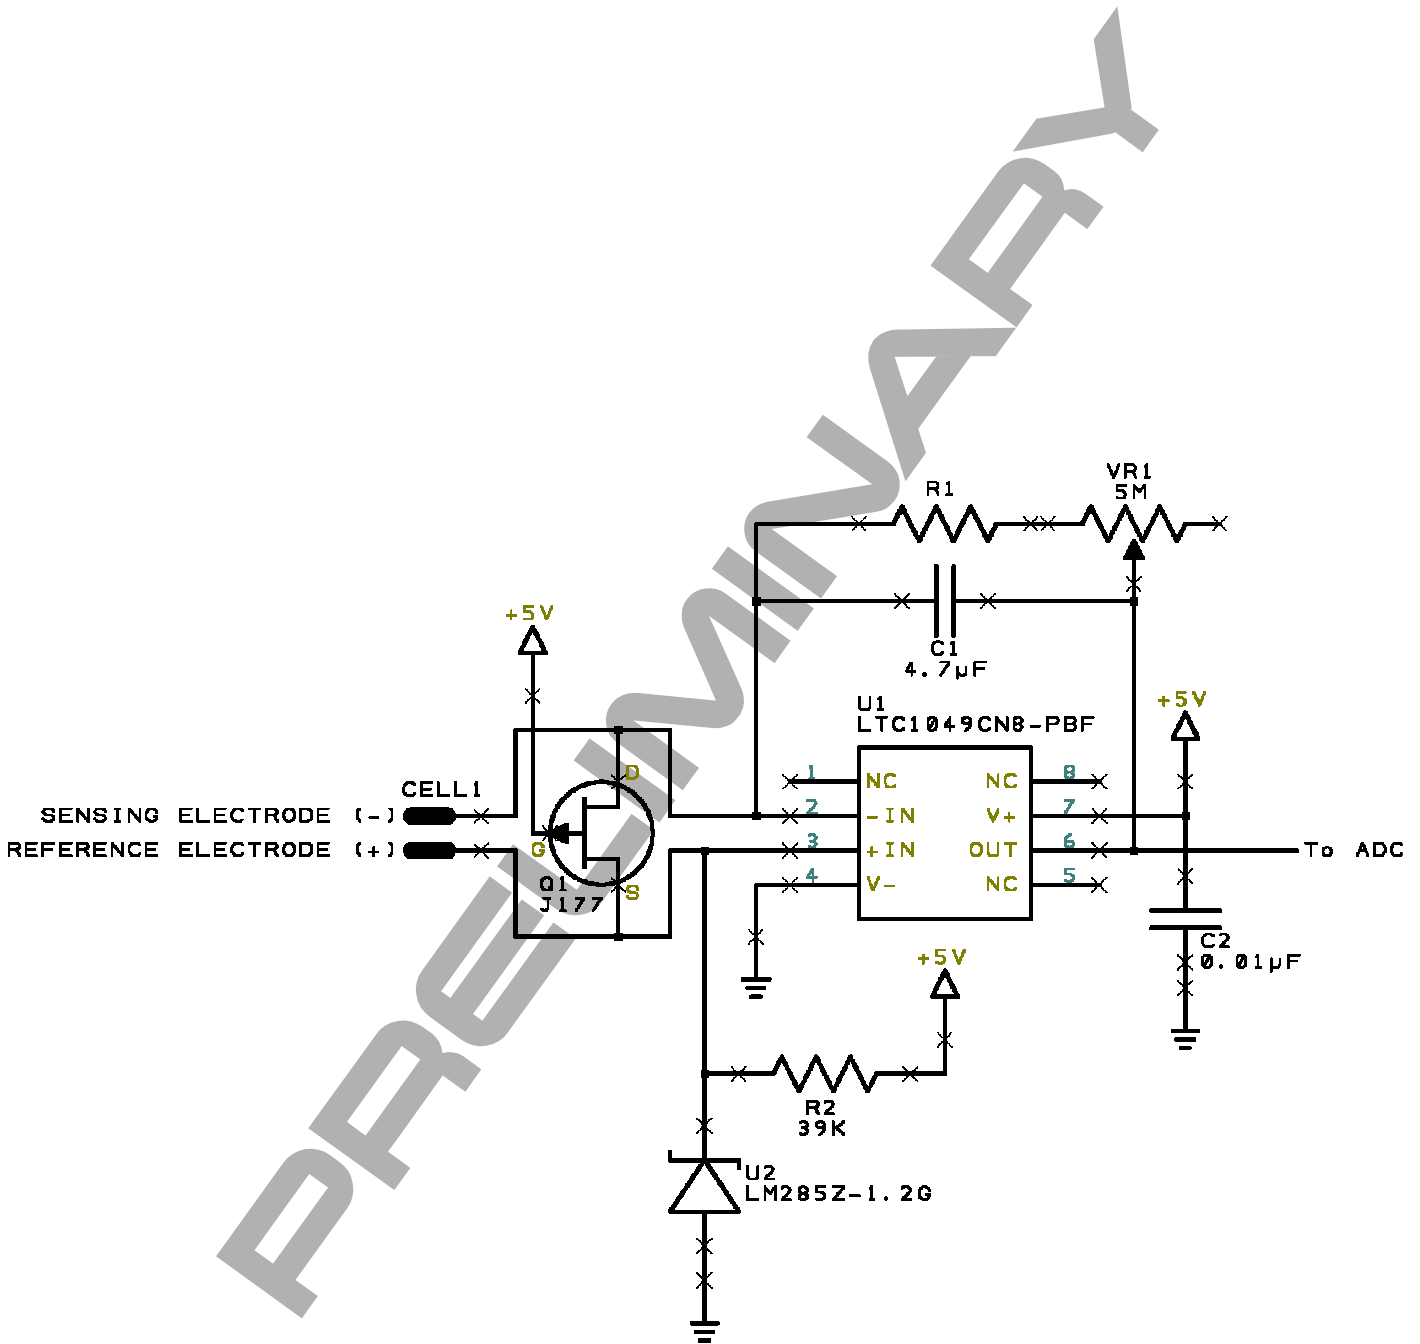 PRELIMINARY
R1
VR1
5M
C1
4.7µF
+5V
U1
LTC1049CN8-PBF
+5V
D
CELL1
SENSING ELECTRODE (-)
REFERENCE ELECTRODE (+)
G
Q1
J177
S
1 NC NC 8
2 -IN V+ 7
3 +IN OUT 6
4 V- NC 5
To ADC
C2
0.01µF
+5V
R2
39K
U2
LM285Z-1.2G